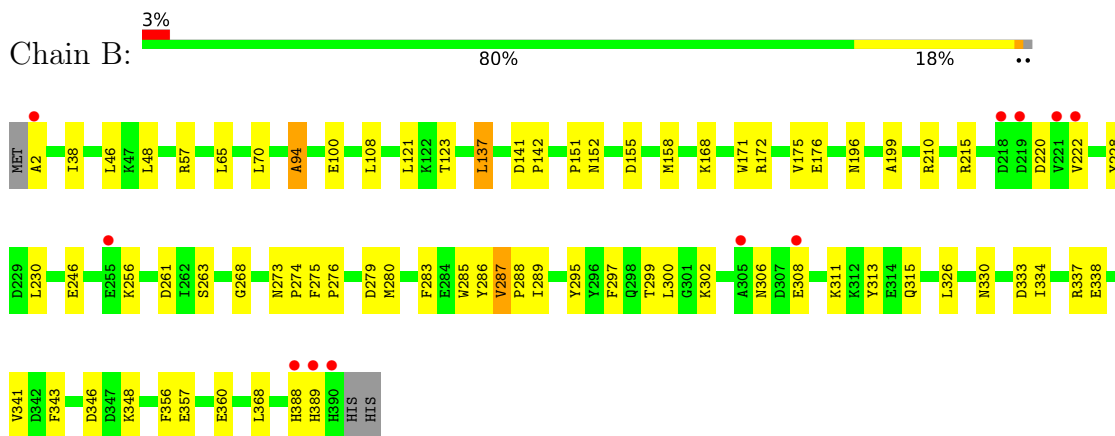 3%
Chain B:
80% 18% ••
MET A2 I38 L46 K47 L48 R57 L65 L70 A94 E100 L108 L121 K122 T123 L137 D141 P142 P151 N152 D155 M158 K168 W171 R172 V175 E176 N196 A199 R210 R215 D218 D219 D220 V221 V222 Y228
D229 L230 E246 E255 K256 D261 I262 S263 G268 N273 P274 F275 P276 D279 M280 F283 E284 W285 Y286 V287 P288 I289 Y295 Y296 F297 Q298 T299 L300 G301 K302 A305 N306 D307 E308 K311 K312 Y313 E314 Q315 L326 N330 D333 I334 R337 E338
V341 D342 F343 D346 D347 K348 F356 E357 E360 L368 H388 H389 H390 HIS HIS